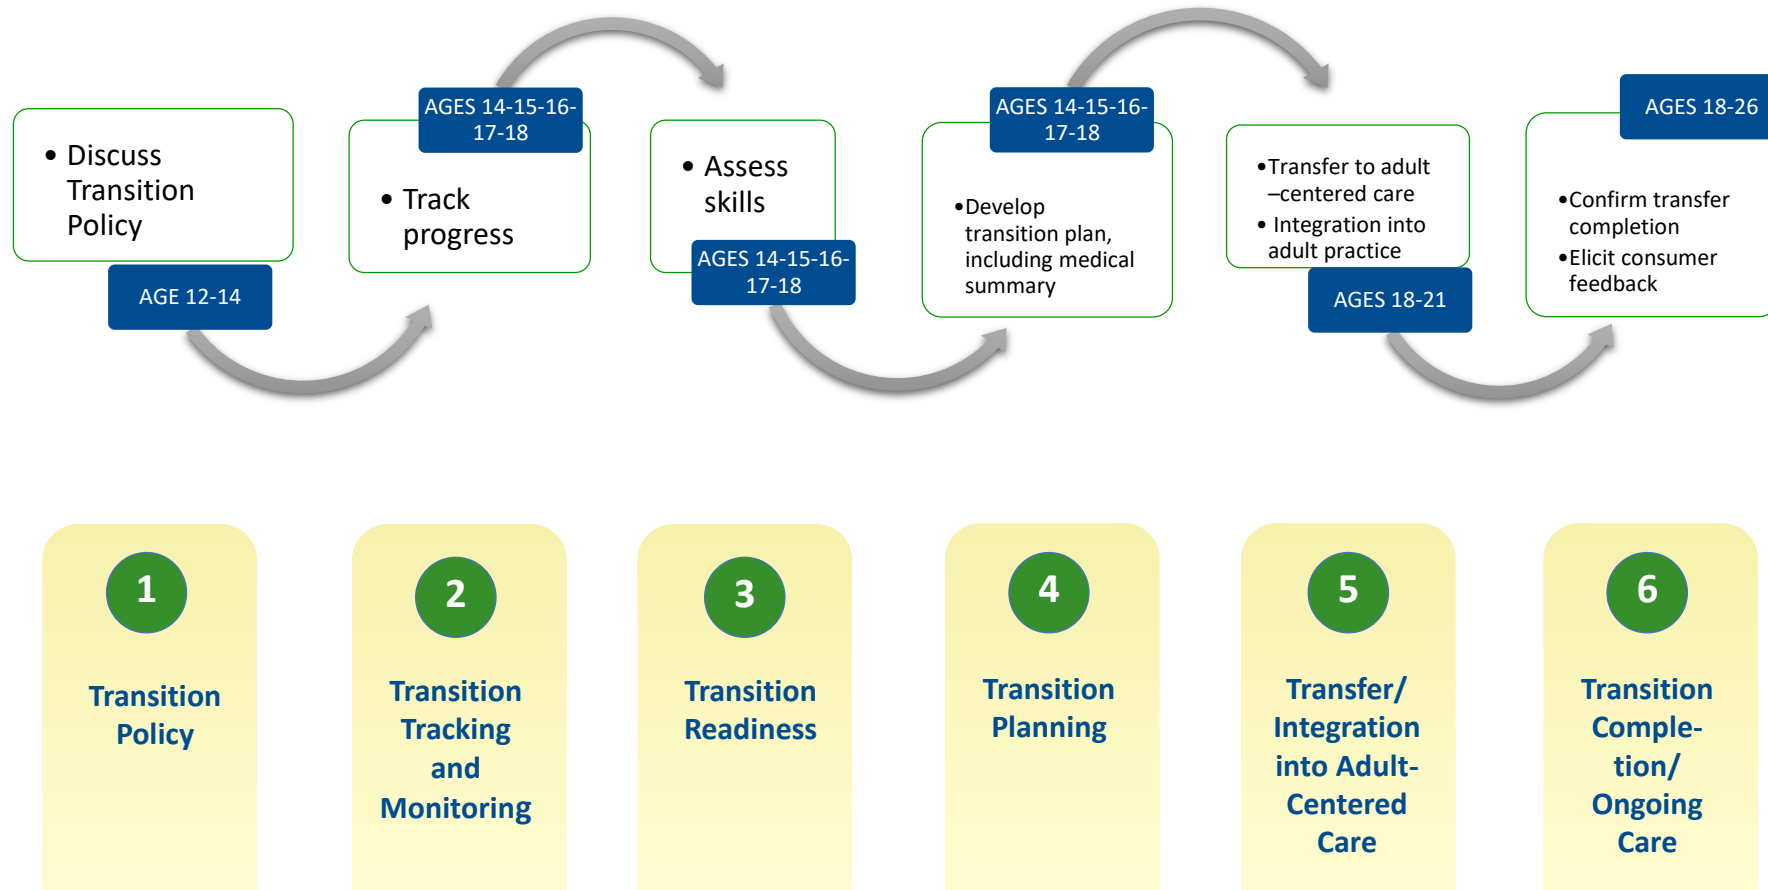 • Discuss
Transition
Policy
AGE 12-14
AGES 14-15-16-
17-18
• Track
progress
• Assess
skills
AGES 14-15-16-
17-18
AGES 14-15-16-
17-18
•Develop
transition plan,
including medical
summary
•Transfer to adult
–centered care
• Integration into
adult practice
AGES 18-21
AGES 18-26
•Confirm transfer
completion
•Elicit consumer
feedback
1
Transition
Policy
2
Transition
Tracking
and
Monitoring
3
Transition
Readiness
4
Transition
Planning
5
Transfer/
Integration
into Adult-
Centered
Care
6
Transition
Comple-
tion/
Ongoing
Care